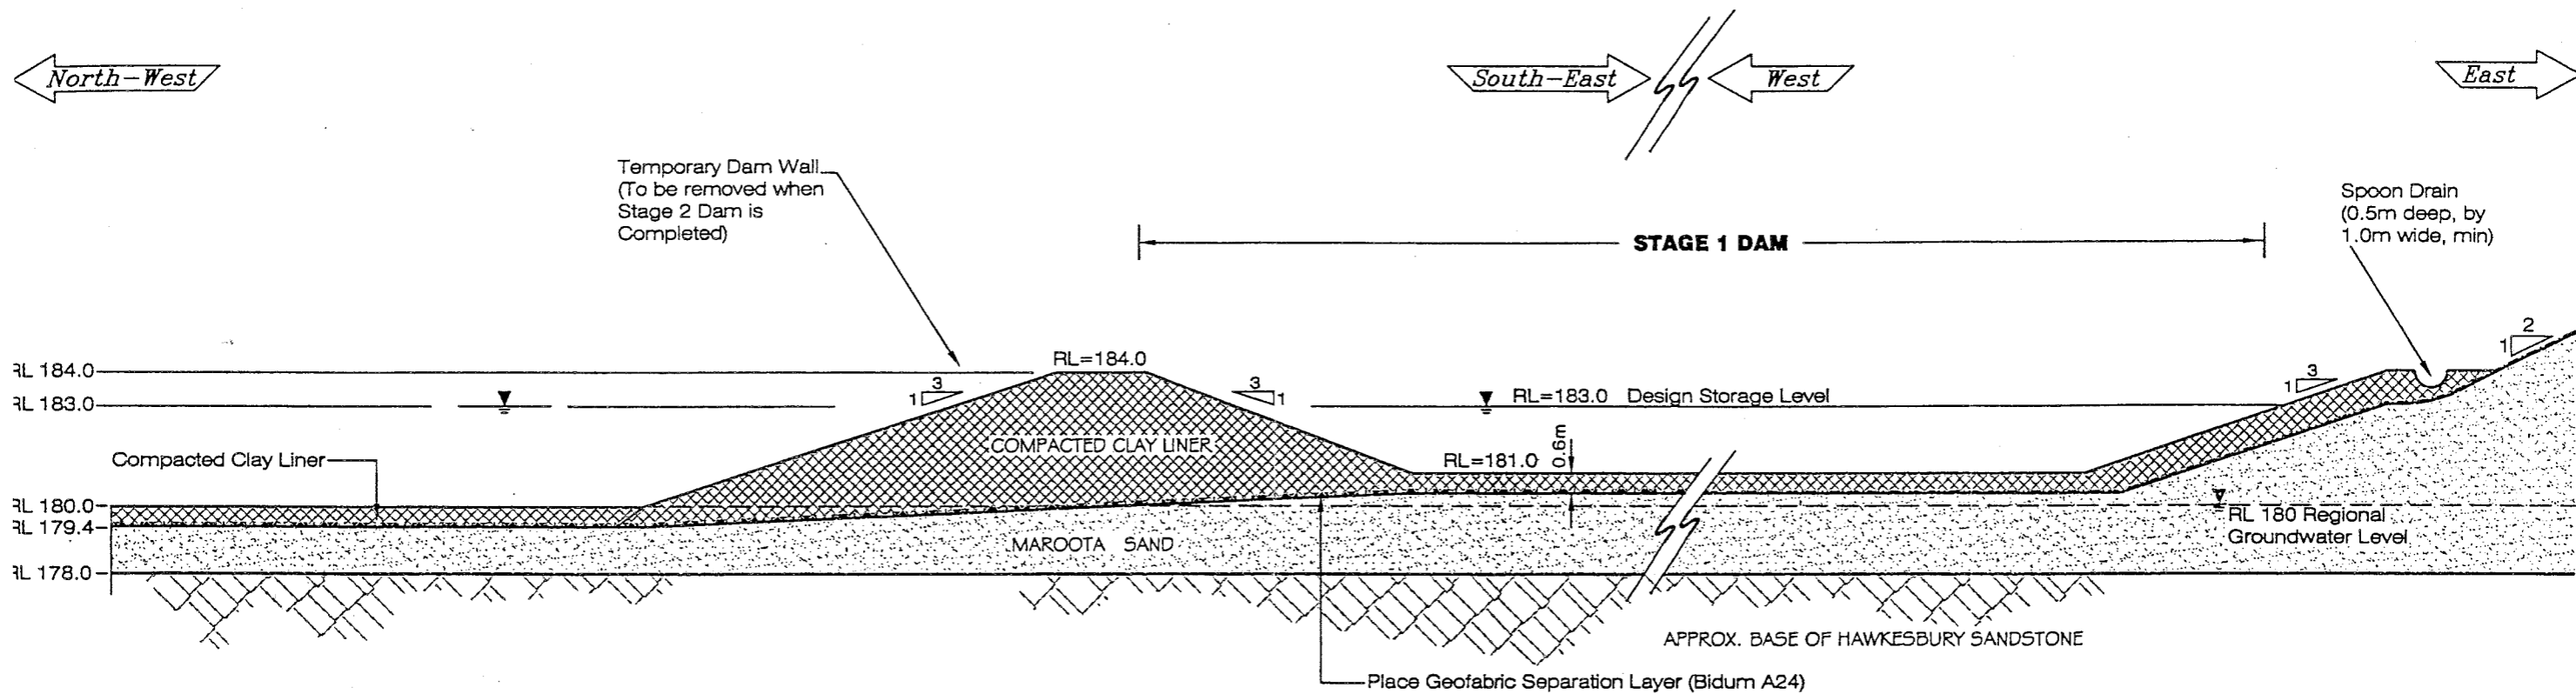 North-West
South-East
West
East
Temporary Dam Wall
(To be removed when
Stage 2 Dam is
Completed)
STAGE 1 DAM
Spoon Drain
(0.5m deep, by
1.0m wide, min)
2
1
RL 184.0
RL=184.0
3
1
3
1
3
1
RL 183.0
RL=183.0 Design Storage Level
COMPACTED CLAY LINER
Compacted Clay Liner
RL=181.0
0.6m
RL 180.0
RL 179.4
RL 180 Regional
Groundwater Level
MAROOTA SAND
RL 178.0
APPROX. BASE OF HAWKESBURY SANDSTONE
Place Geofabric Separation Layer (Bidum A24)